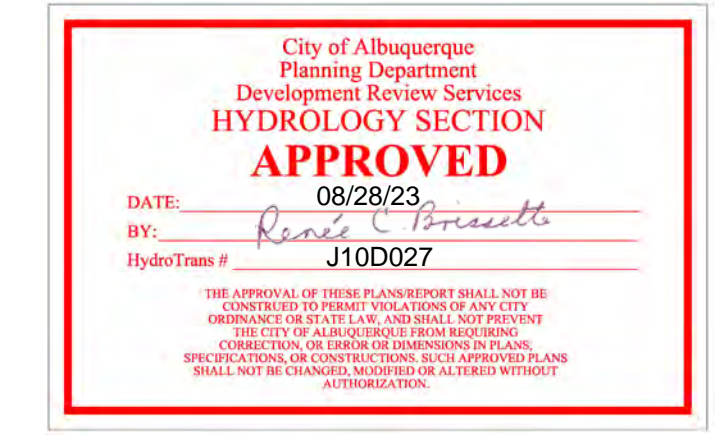 City of Albuquerque
Planning Department
Development Review Services
HYDROLOGY SECTION
APPROVED
DATE: 08/28/23
BY: Renée C. Brissette
HydroTrans # J10D027
THE APPROVAL OF THESE PLANS/REPORT SHALL NOT BE
CONSTRUED TO PERMIT VIOLATIONS OF ANY CITY
ORDINANCE OR STATE LAW, AND SHALL NOT PREVENT
THE CITY OF ALBUQUERQUE FROM REQUIRING
CORRECTION, OR ERROR OR DIMENSIONS IN PLANS,
SPECIFICATIONS, OR CONSTRUCTIONS. SUCH APPROVED PLANS
SHALL NOT BE CHANGED, MODIFIED OR ALTERED WITHOUT
AUTHORIZATION.